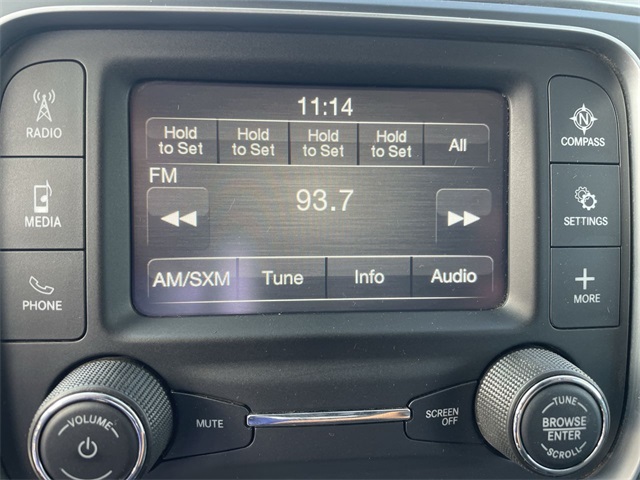 11:14
Hold to Set
Hold to Set
Hold to Set
Hold to Set
All
FM
93.7
AM/SXM
Tune
Info
Audio
RADIO
MEDIA
PHONE
N
COMPASS
SETTINGS
MORE
VOLUME
MUTE
SCREEN
OFF
TUNE
BROWSE
ENTER
SCROLL